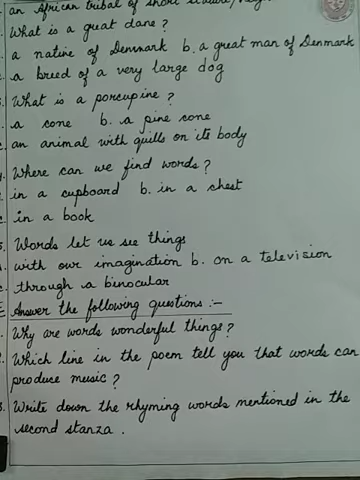 an African tribal of short stature
. What is a great dane?
. a native of Denmark b. a great man of Denmark
. a breed of a very large dog
. What is a porcupine?
. a cone b. a pine cone
. an animal with quills on its body
. Where can we find words?
. in a cupboard b. in a chest
. in a book
. Words let us see things
. with our imagination b. on a television
. through a binocular
Answer the following questions :-
. Why are words wonderful things?
. Which line in the poem tell you that words can
produce music?
. Write down the rhyming words mentioned in the
second stanza.